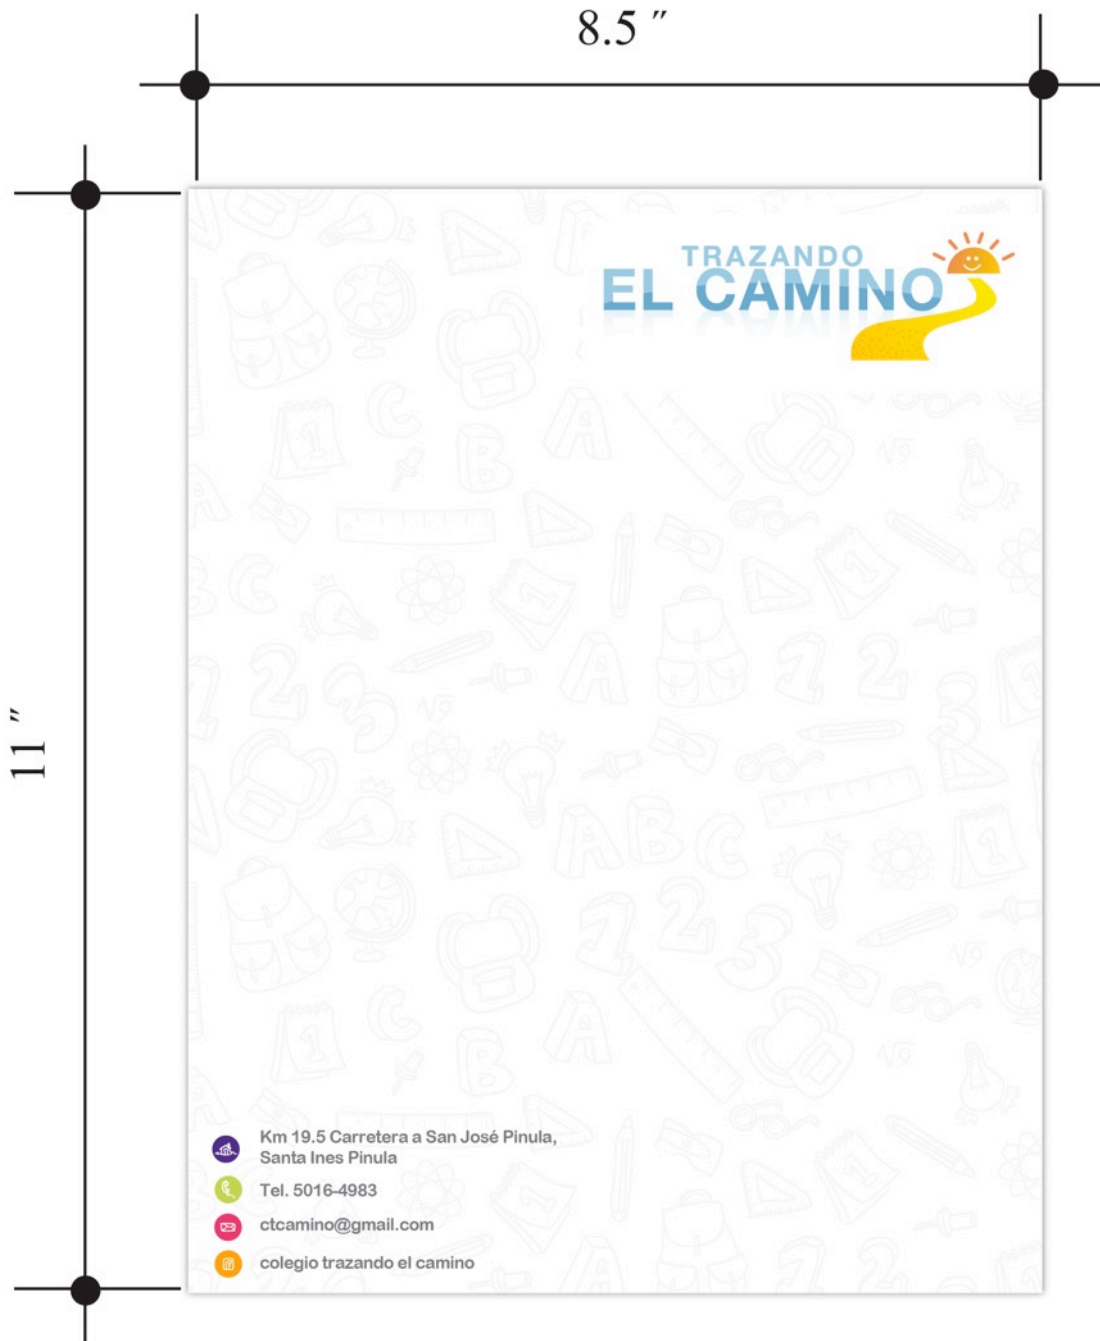 8.5 ″
11 ″
TRAZANDO
EL CAMINO
Km 19.5 Carretera a San José Pinula,
Santa Ines Pinula
Tel. 5016-4983
ctcamino@gmail.com
colegio trazando el camino